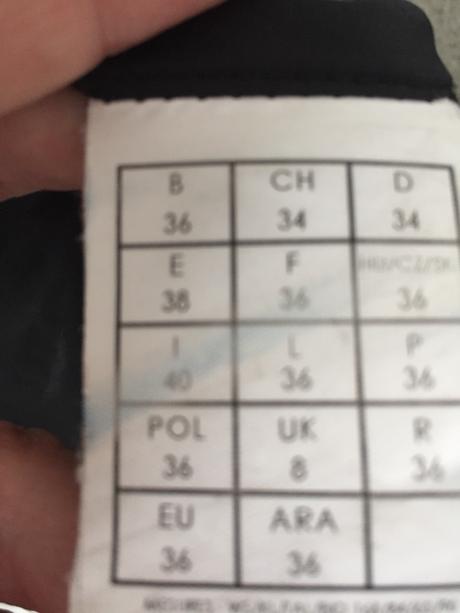 B CH D
36 34 34
E F HU/CZ/SK
38 36 36
I L P
40 36 36
POL UK R
36 8 36
EU ARA
36 36